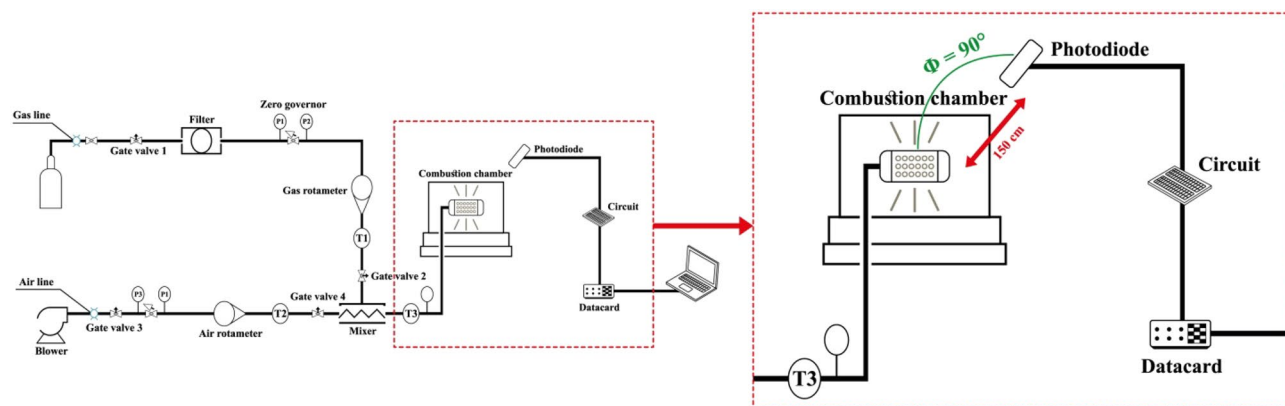 Gas line
Gate valve 1
Filter
Zero governor
P1
P2
Gas rotameter
T1
Gate valve 2
Air line
Blower
Gate valve 3
P3
P1
Air rotameter
T2
Gate valve 4
Mixer
T3
Combustion chamber
Photodiode
Circuit
Datacard
Φ = 90°
Photodiode
Combustion chamber
150 cm
Circuit
Datacard
T3